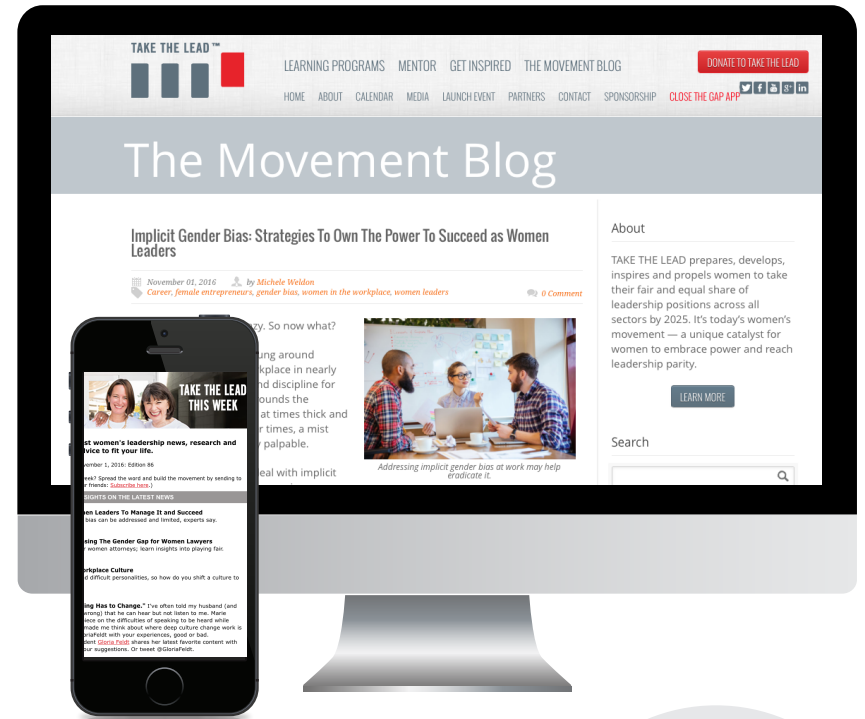 TAKE THE LEAD™
LEARNING PROGRAMS MENTOR GET INSPIRED THE MOVEMENT BLOG
DONATE TO TAKE THE LEAD
HOME ABOUT CALENDAR MEDIA LAUNCH EVENT PARTNERS CONTACT SPONSORSHIP CLOSE THE GAP APP
The Movement Blog
Implicit Gender Bias: Strategies To Own The Power To Succeed as Women
Leaders
November 01, 2016 by Michele Weldon
Career, female entrepreneurs, gender bias, women in the workplace, women leaders
0 Comment
zy. So now what?
ung around
kplace in nearly
nd discipline for
ounds the
at times thick and
r times, a mist
y palpable.
eal with implicit
Addressing implicit gender bias at work may help
eradicate it.
About
TAKE THE LEAD prepares, develops,
inspires and propels women to take
their fair and equal share of
leadership positions across all
sectors by 2025. It's today's women's
movement — a unique catalyst for
women to embrace power and reach
leadership parity.
LEARN MORE
Search
TAKE THE LEAD
THIS WEEK
st women's leadership news, research and
lvice to fit your life.
vember 1, 2016: Edition 86
eek? Spread the word and build the movement by sending to
r friends: Subscribe here.)
SIGHTS ON THE LATEST NEWS
en Leaders To Manage It and Succeed
bias can be addressed and limited, experts say.
sing The Gender Gap for Women Lawyers
r women attorneys; learn insights into playing fair.
orkplace Culture
d difficult personalities, so how do you shift a culture to
ing Has to Change." I've often told my husband (and
wrong) that he can hear but not listen to me. Marie
iece on the difficulties of speaking to be heard while
made me think about where deep culture change work is
oriaFeldt with your experiences, good or bad.
dent Gloria Feldt shares her latest favorite content with
our suggestions. Or tweet @GloriaFeldt.